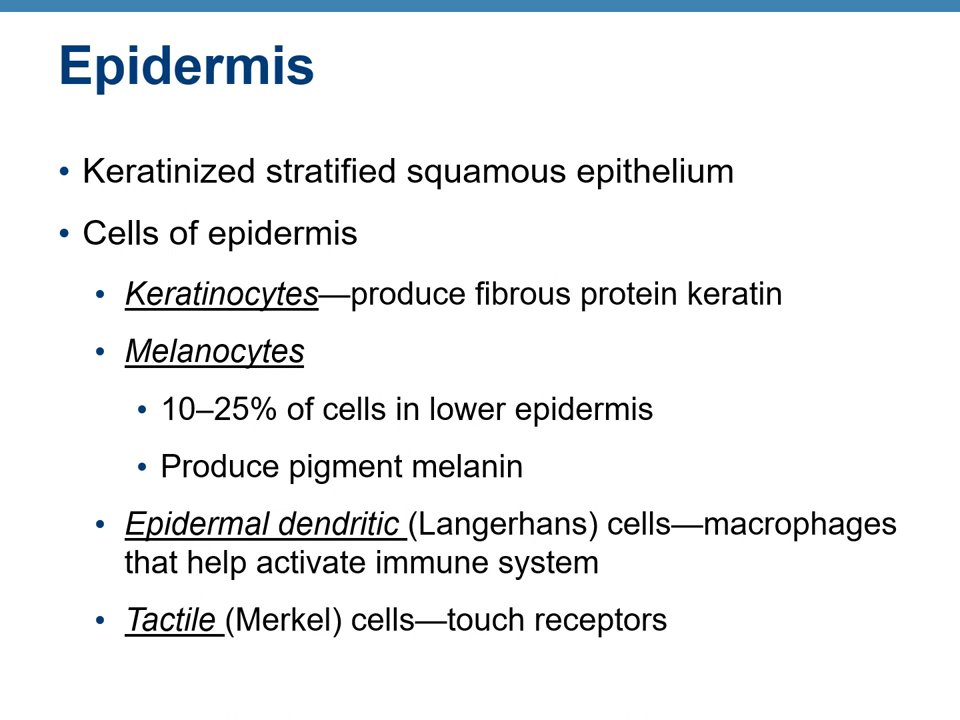 Epidermis
• Keratinized stratified squamous epithelium
• Cells of epidermis
• Keratinocytes—produce fibrous protein keratin
• Melanocytes
• 10–25% of cells in lower epidermis
• Produce pigment melanin
• Epidermal dendritic (Langerhans) cells—macrophages
that help activate immune system
• Tactile (Merkel) cells—touch receptors